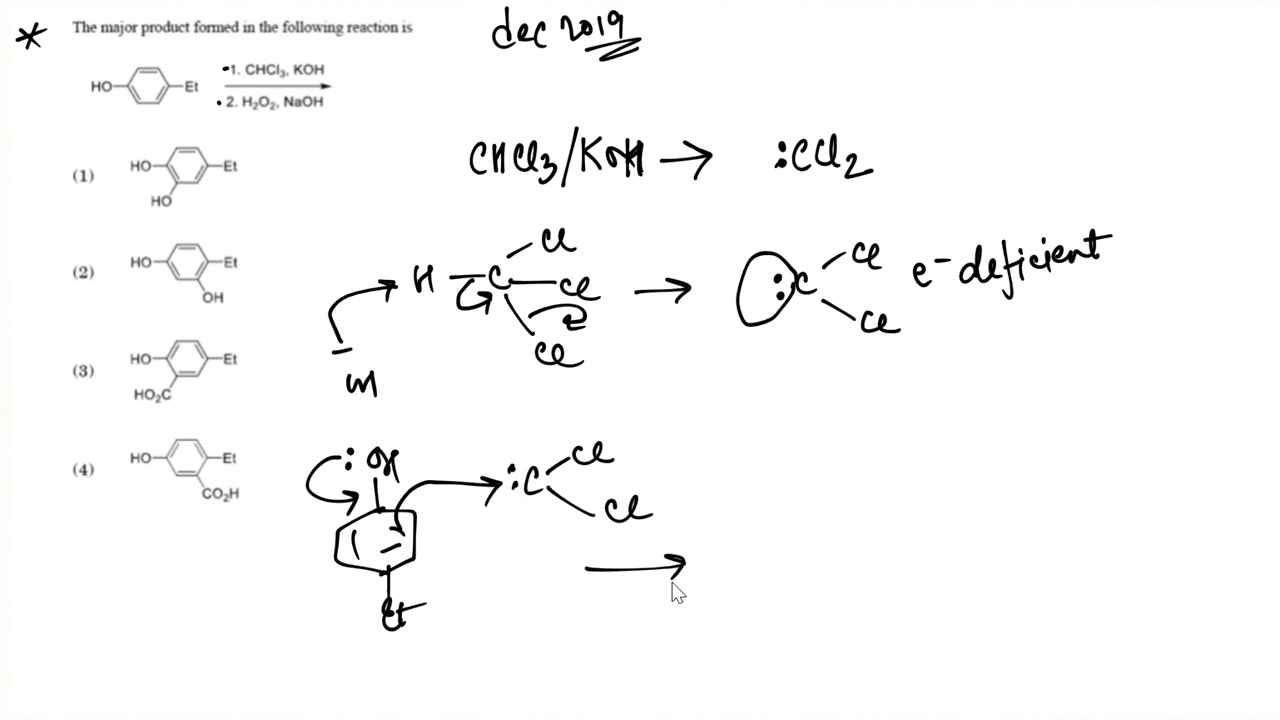 * The major product formed in the following reaction is
dec 2019
HO Et
1. CHCl3, KOH
2. H2O2, NaOH
(1) HO Et
HO
(2) HO Et
OH
(3) HO Et
HO2C
(4) HO Et
CO2H
CHCl3/KOH → :CCl2
H C Cl Cl Cl → :C Cl Cl e- deficient
:OH :C Cl Cl →
Et